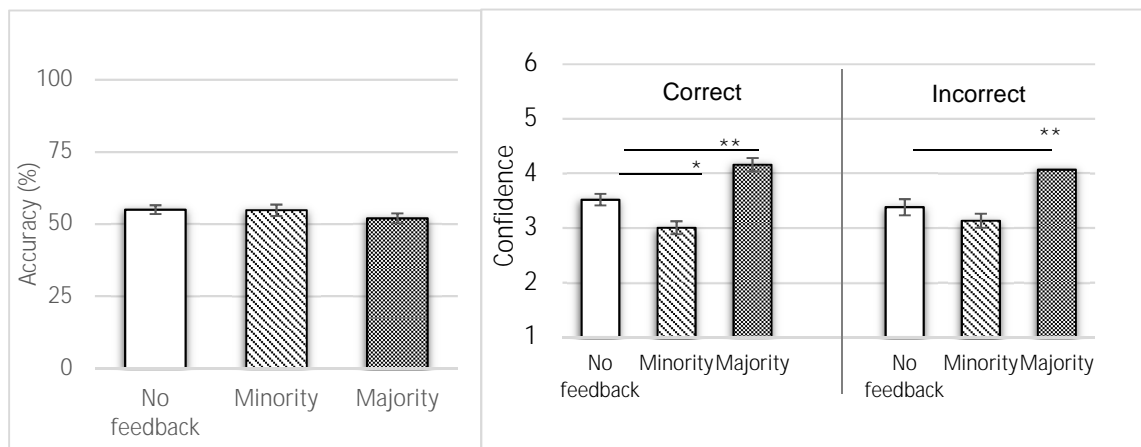 Accuracy (%)
100
75
50
25
0
No
feedback
Minority
Majority
Confidence
6
5
4
3
2
1
Correct
Incorrect
**
*
**
No
feedback
Minority
Majority
No
feedback
Minority
Majority